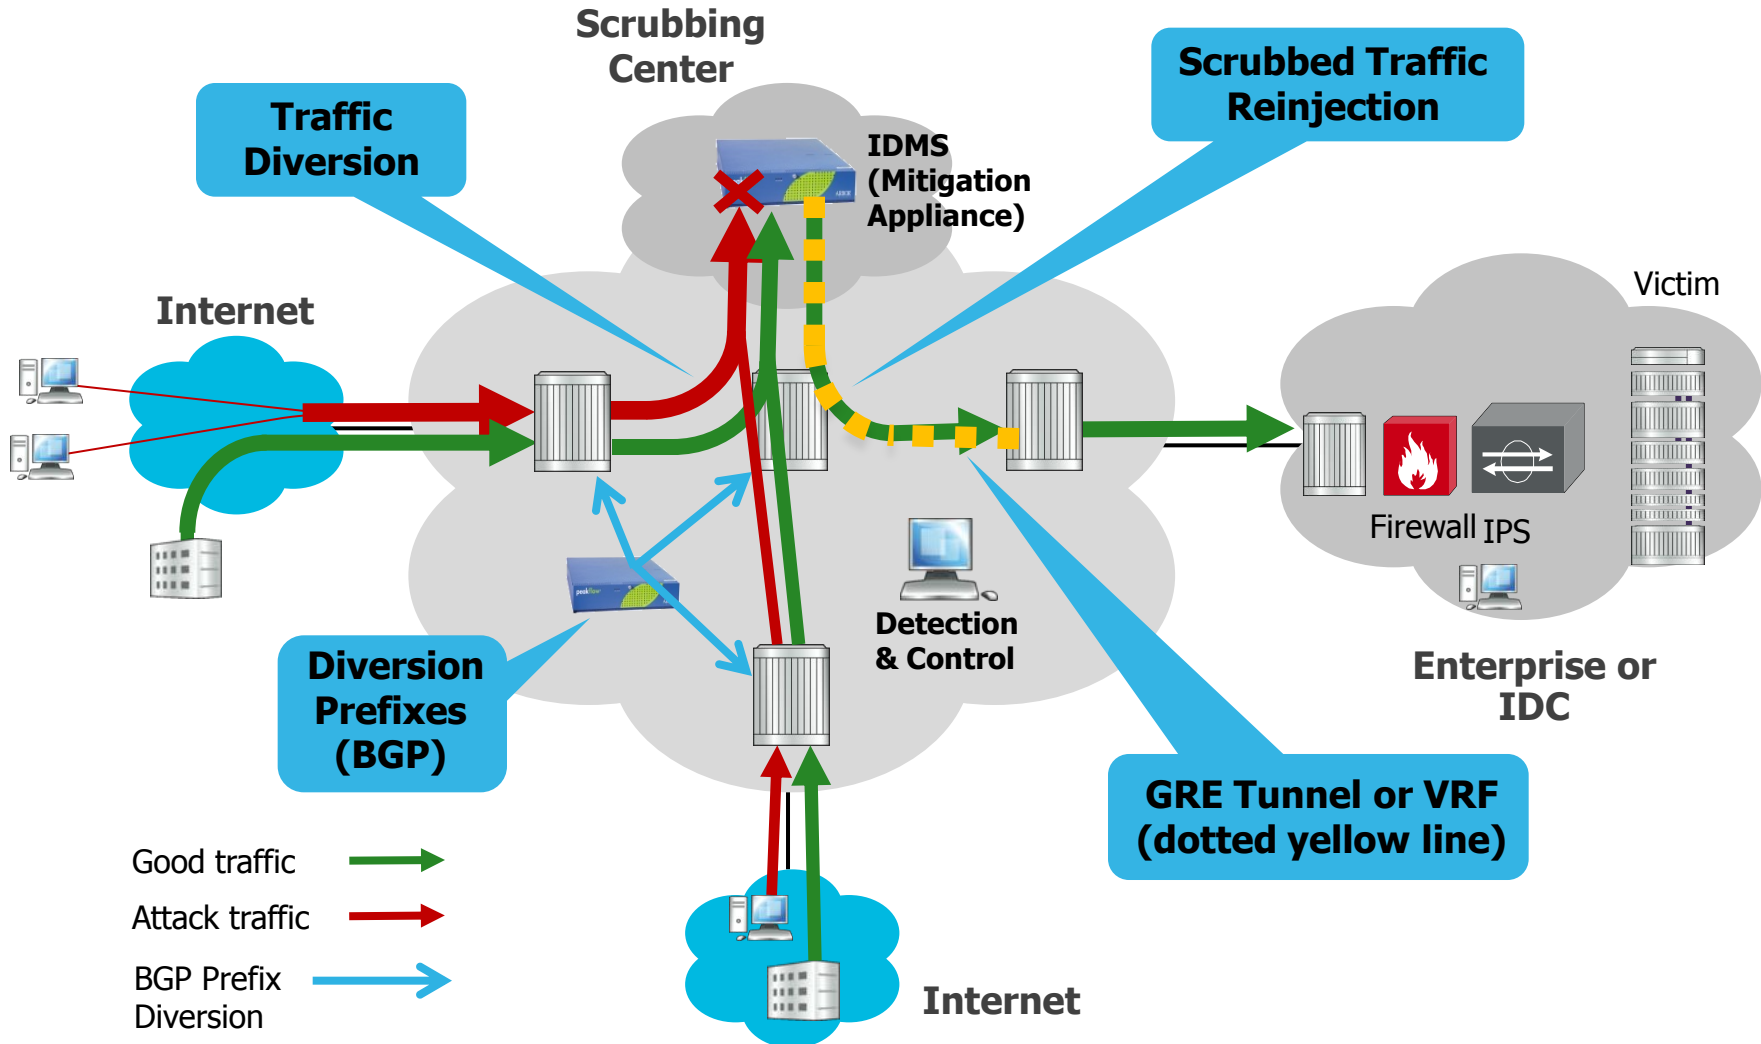 Scrubbing
Center
Traffic
Diversion
Scrubbed Traffic
Reinjection
IDMS
(Mitigation
Appliance)
Internet
Victim
Firewall
IPS
peakflow
Detection
& Control
Diversion
Prefixes
(BGP)
Enterprise or
IDC
GRE Tunnel or VRF
(dotted yellow line)
Good traffic
Attack traffic
BGP Prefix
Diversion
Internet